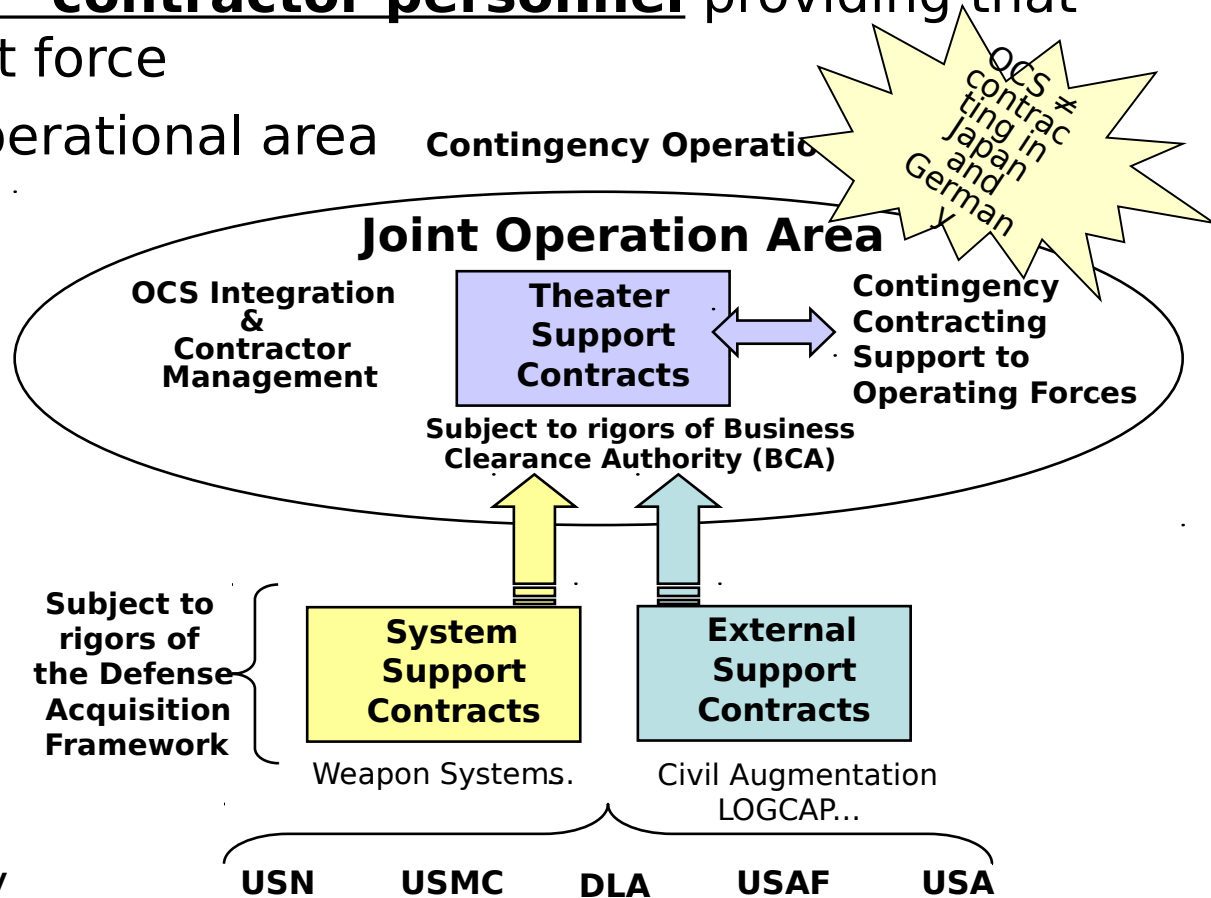 contractor personnel providing that
t force
perational area
Contingency Operatio
OCS ≠
contrac
ting in
Japan
and
German
y
Joint Operation Area
OCS Integration
&
Contractor
Management
Theater
Support
Contracts
Contingency
Contracting
Support to
Operating Forces
Subject to rigors of Business
Clearance Authority (BCA)
Subject to
rigors of
the Defense
Acquisition
Framework
System
Support
Contracts
External
Support
Contracts
Weapon Systems..
Civil Augmentation
LOGCAP...
USN USMC DLA USAF USA